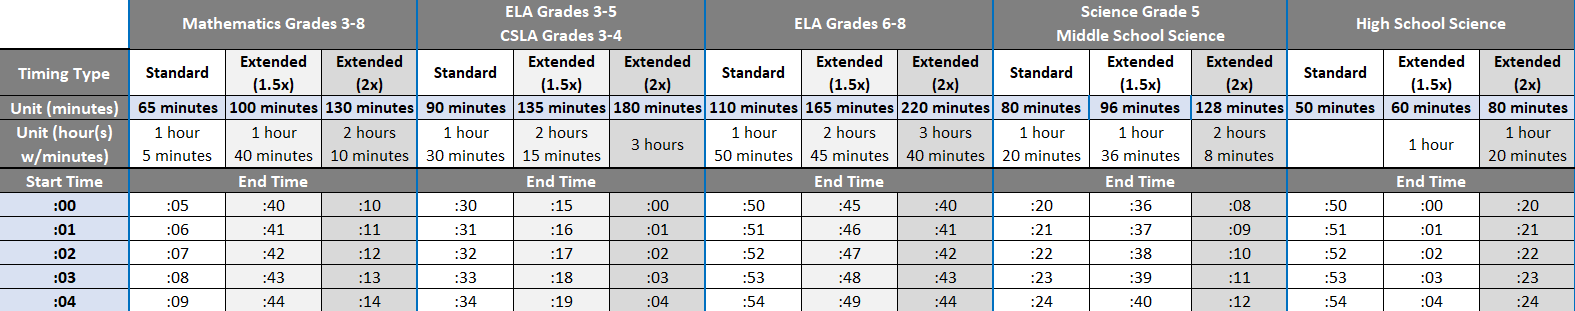 Mathematics Grades 3-8 ELA Grades 3-5 CSLA Grades 3-4 ELA Grades 6-8 Science Grade 5 Middle School Science High School Science
Timing Type Standard Extended (1.5x) Extended (2x) Standard Extended (1.5x) Extended (2x) Standard Extended (1.5x) Extended (2x) Standard Extended (1.5x) Extended (2x) Standard Extended (1.5x) Extended (2x)
Unit (minutes) 65 minutes 100 minutes 130 minutes 90 minutes 135 minutes 180 minutes 110 minutes 165 minutes 220 minutes 80 minutes 96 minutes 128 minutes 50 minutes 60 minutes 80 minutes
Unit (hour(s) w/minutes) 1 hour 5 minutes 1 hour 40 minutes 2 hours 10 minutes 1 hour 30 minutes 2 hours 15 minutes 3 hours 1 hour 50 minutes 2 hours 45 minutes 3 hours 40 minutes 1 hour 20 minutes 1 hour 36 minutes 2 hours 8 minutes 1 hour 1 hour 20 minutes
Start Time End Time End Time End Time End Time End Time
:00 :05 :40 :10 :30 :15 :00 :50 :45 :40 :20 :36 :08 :50 :00 :20
:01 :06 :41 :11 :31 :16 :01 :51 :46 :41 :21 :37 :09 :51 :01 :21
:02 :07 :42 :12 :32 :17 :02 :52 :47 :42 :22 :38 :10 :52 :02 :22
:03 :08 :43 :13 :33 :18 :03 :53 :48 :43 :23 :39 :11 :53 :03 :23
:04 :09 :44 :14 :34 :19 :04 :54 :49 :44 :24 :40 :12 :54 :04 :24